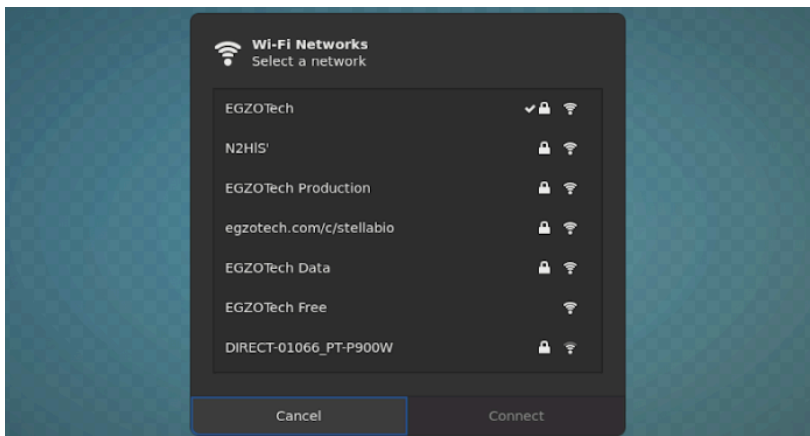 Wi-Fi Networks
Select a network
EGZOTech
N2HlS'
EGZOTech Production
egzotech.com/c/stellabio
EGZOTech Data
EGZOTech Free
DIRECT-01066_PT-P900W
Cancel
Connect